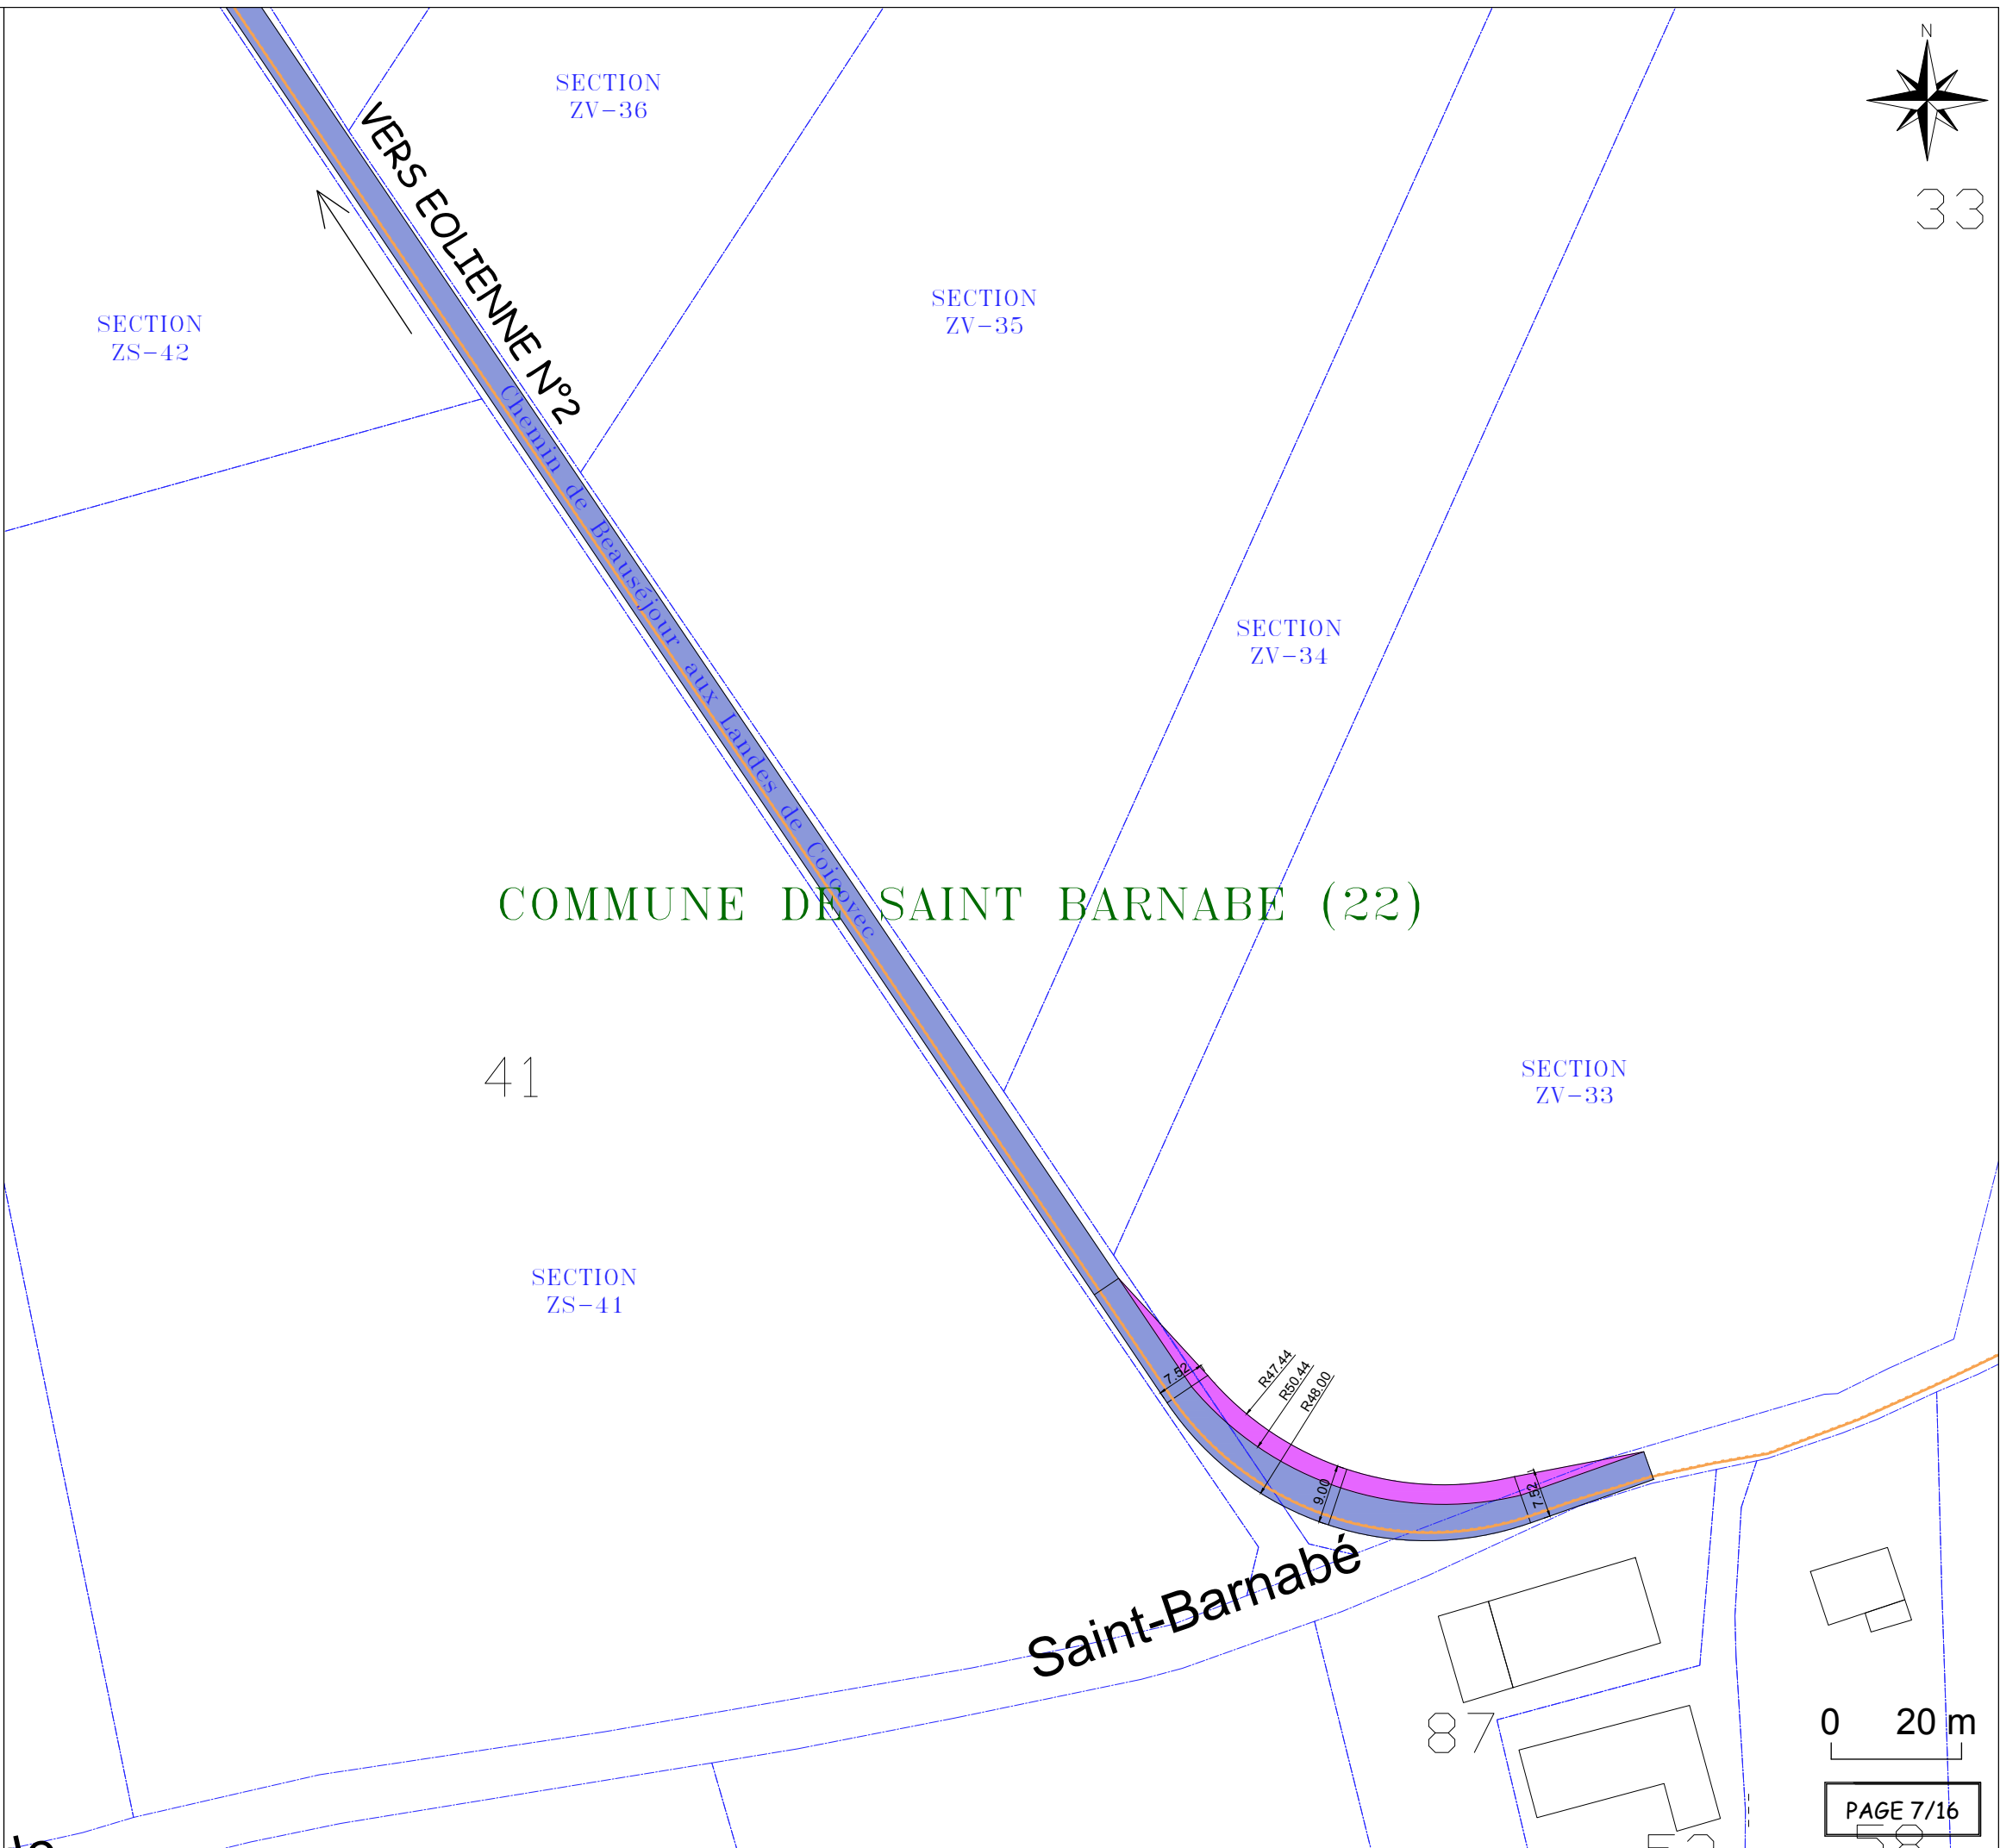 N
33
SECTION
ZV-36
VERS EOLIENNE N°2
SECTION
ZV-35
SECTION
ZS-42
Chemin de Beauséjour aux Landes de Coicovec
SECTION
ZV-34
COMMUNE DE SAINT BARNABE (22)
41
SECTION
ZV-33
SECTION
ZS-41
R47.44
R50.44
R48.00
7.52
9.00
7.52
Saint-Barnabé
87
0 20 m
PAGE 7/16